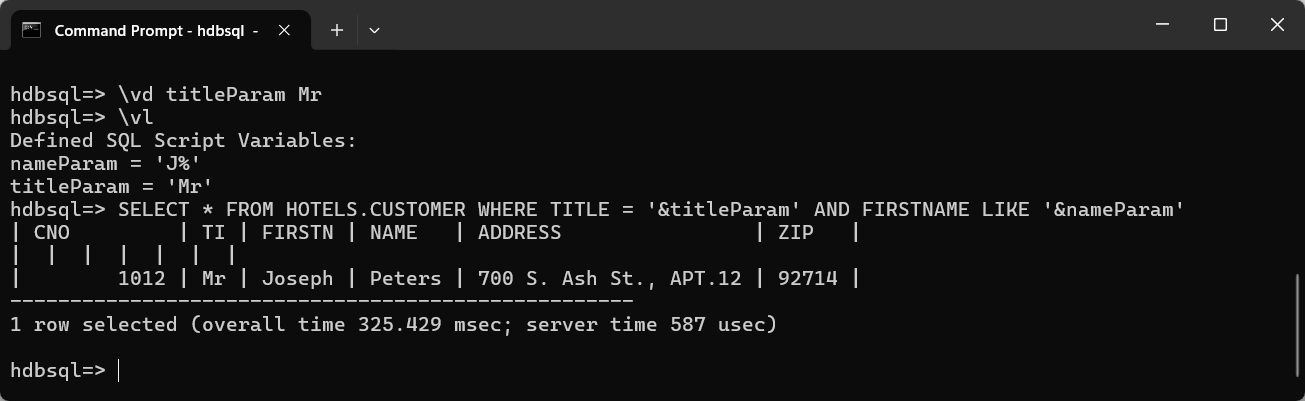 Command Prompt - hdbsql  -
hdbsql=> \vd titleParam Mr
hdbsql=> \vl
Defined SQL Script Variables:
nameParam = 'J%'
titleParam = 'Mr'
hdbsql=> SELECT * FROM HOTELS.CUSTOMER WHERE TITLE = '&titleParam' AND FIRSTNAME LIKE '&nameParam'
| CNO         | TI | FIRSTN | NAME   | ADDRESS                | ZIP   |
|  |  |  |  |  |  |
|        1012 | Mr | Joseph | Peters | 700 S. Ash St., APT.12 | 92714 |
----------------------------------------------------
1 row selected (overall time 325.429 msec; server time 587 usec)
hdbsql=>